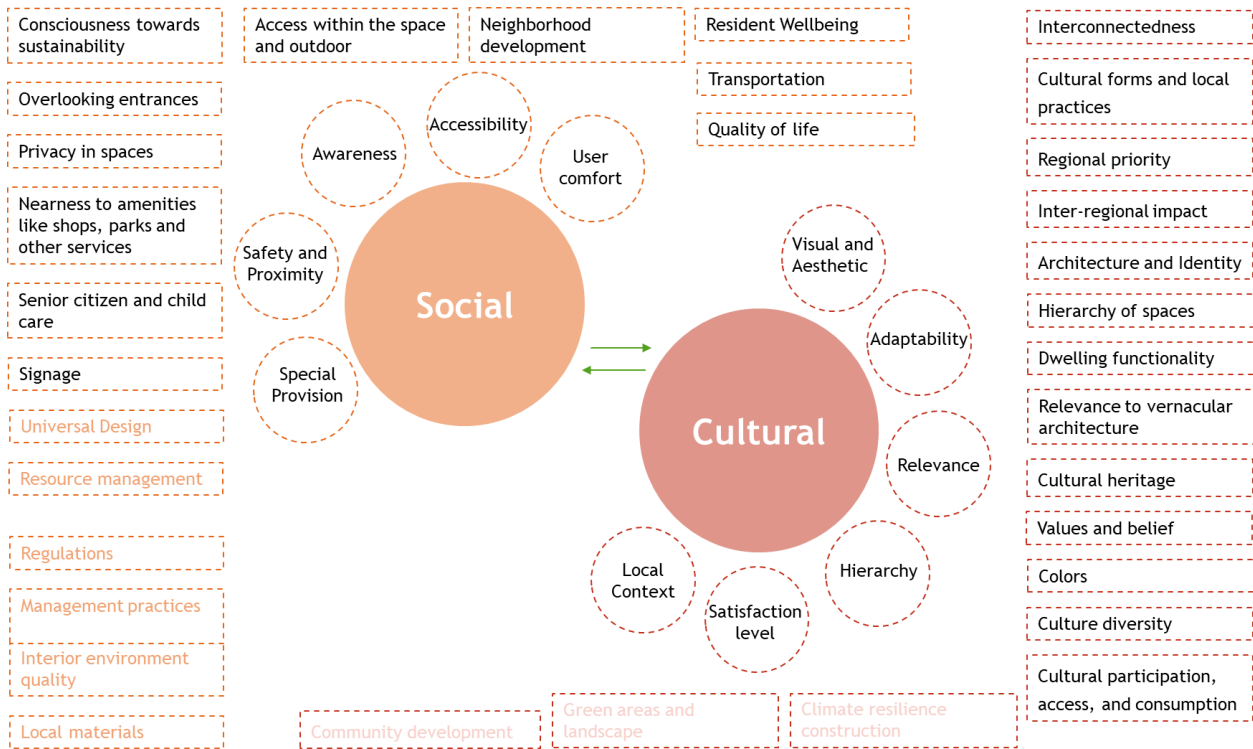 Consciousness towards
sustainability
Overlooking entrances
Privacy in spaces
Nearness to amenities
like shops, parks and
other services
Senior citizen and child
care
Signage
Universal Design
Resource management
Regulations
Management practices
Interior environment
quality
Local materials
Access within the space
and outdoor
Neighborhood
development
Resident Wellbeing
Transportation
Quality of life
Accessibility
Awareness
User
comfort
Safety and
Proximity
Special
Provision
Social
Visual and
Aesthetic
Adaptability
Cultural
Relevance
Hierarchy
Local
Context
Satisfaction
level
Community development
Green areas and
landscape
Climate resilience
construction
Interconnectedness
Cultural forms and local
practices
Regional priority
Inter-regional impact
Architecture and Identity
Hierarchy of spaces
Dwelling functionality
Relevance to vernacular
architecture
Cultural heritage
Values and belief
Colors
Culture diversity
Cultural participation,
access, and consumption